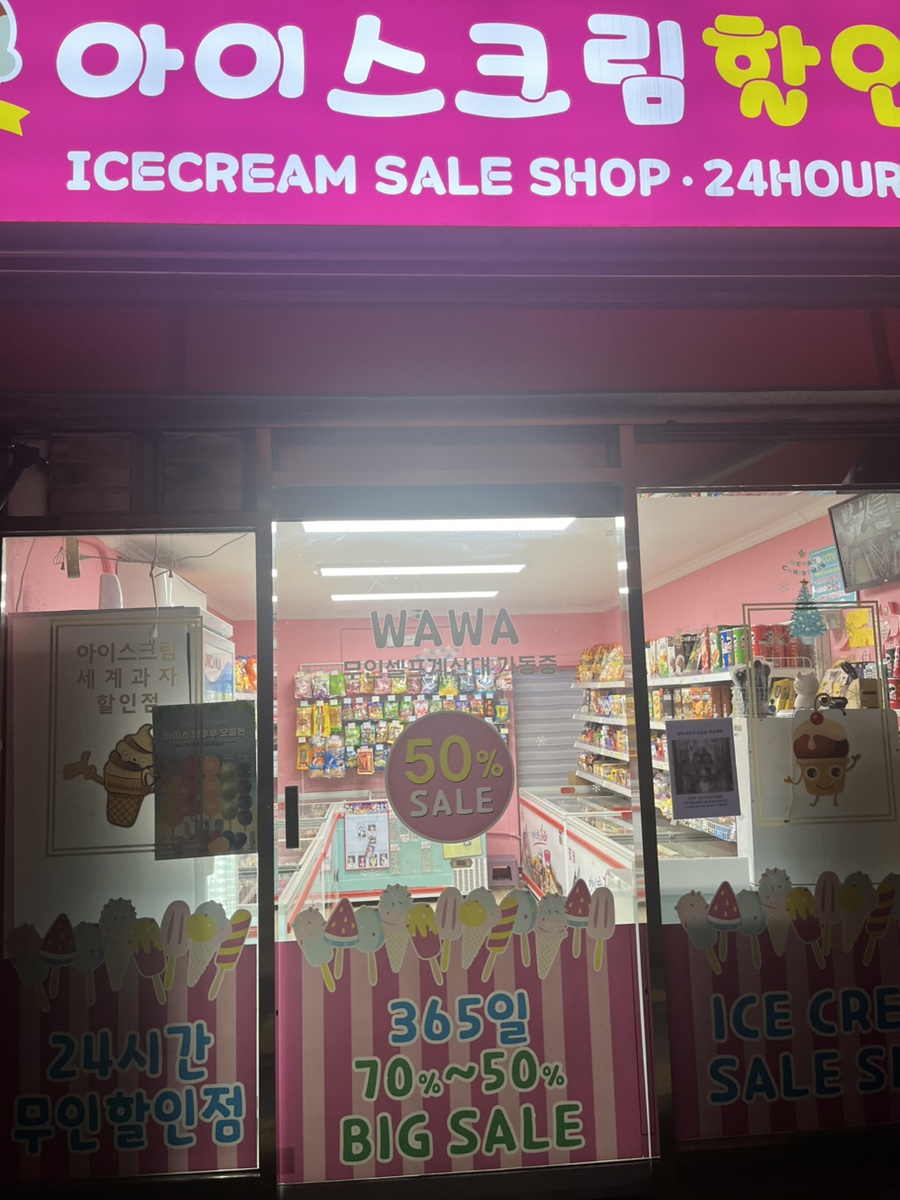 아이스크림할인
ICECREAM SALE SHOP · 24HOUR
WAWA
무인셀프계산대 가동중
아이스크림
세계과자
할인점
50%
SALE
24시간
무인할인점
365일
70%~50%
BIG SALE
ICE CRE
SALE S